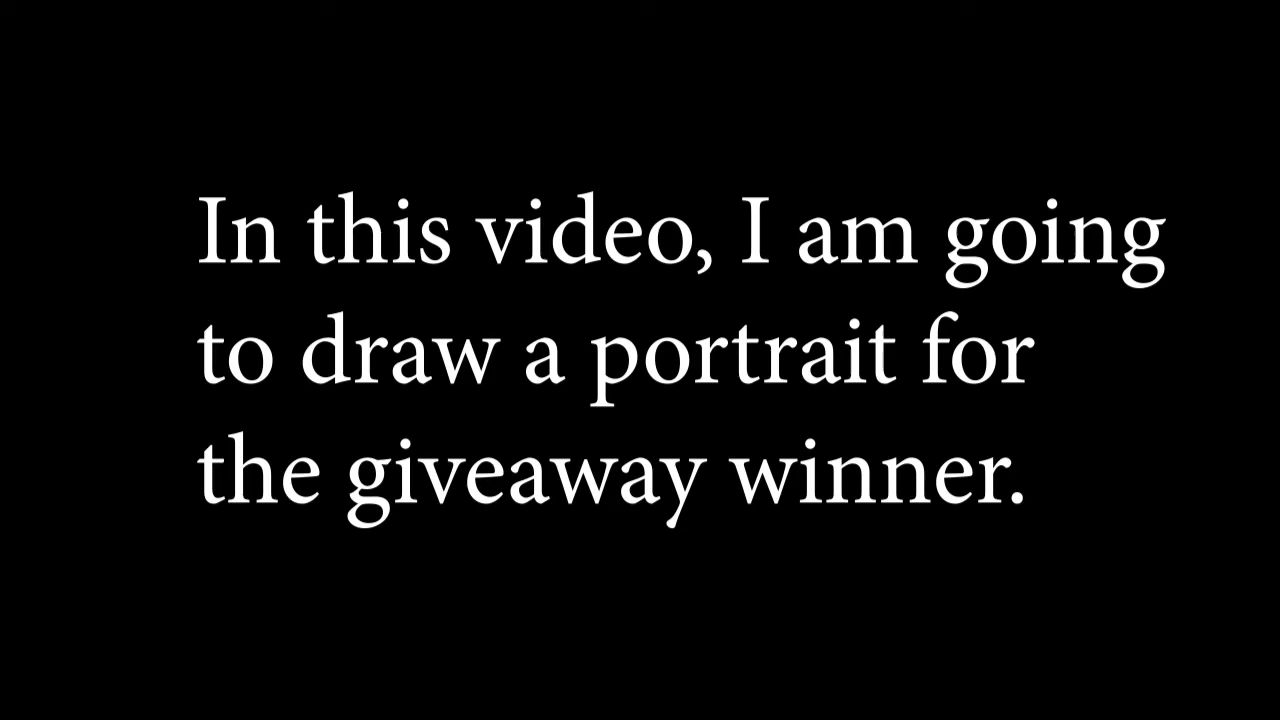 In this video, I am going
to draw a portrait for
the giveaway winner.